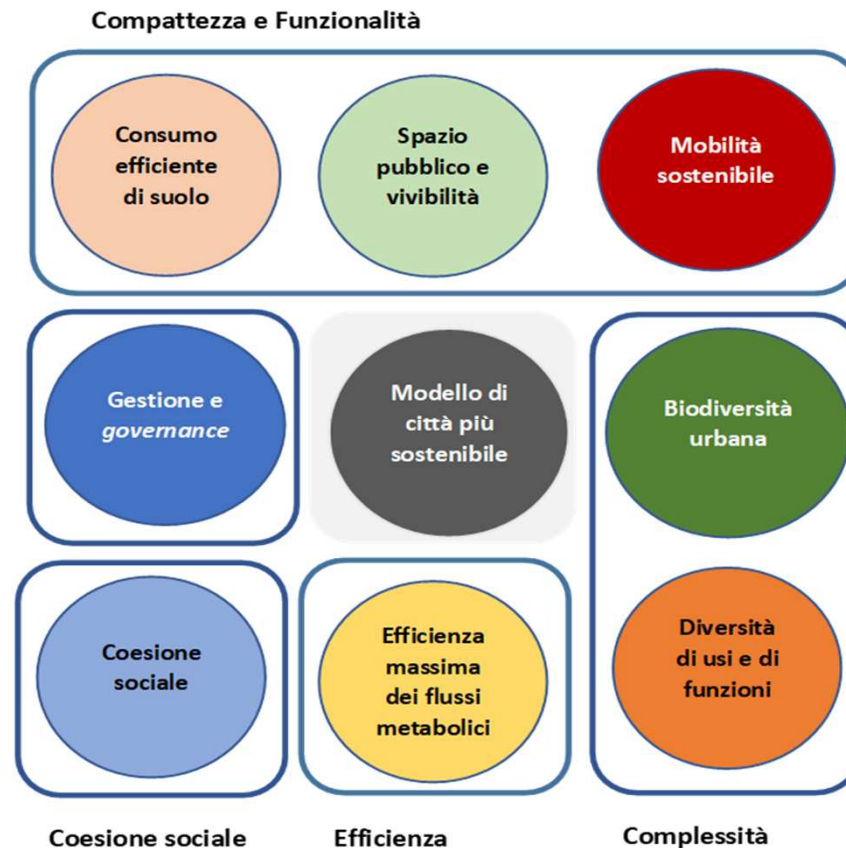 Compattezza e Funzionalità
Consumo
efficiente
di suolo
Spazio
pubblico e
vivibilità
Mobilità
sostenibile
Gestione e
governance
Modello di
città più
sostenibile
Biodiversità
urbana
Coesione
sociale
Efficienza
massima
dei flussi
metabolici
Diversità
di usi e di
funzioni
Coesione sociale
Efficienza
Complessità